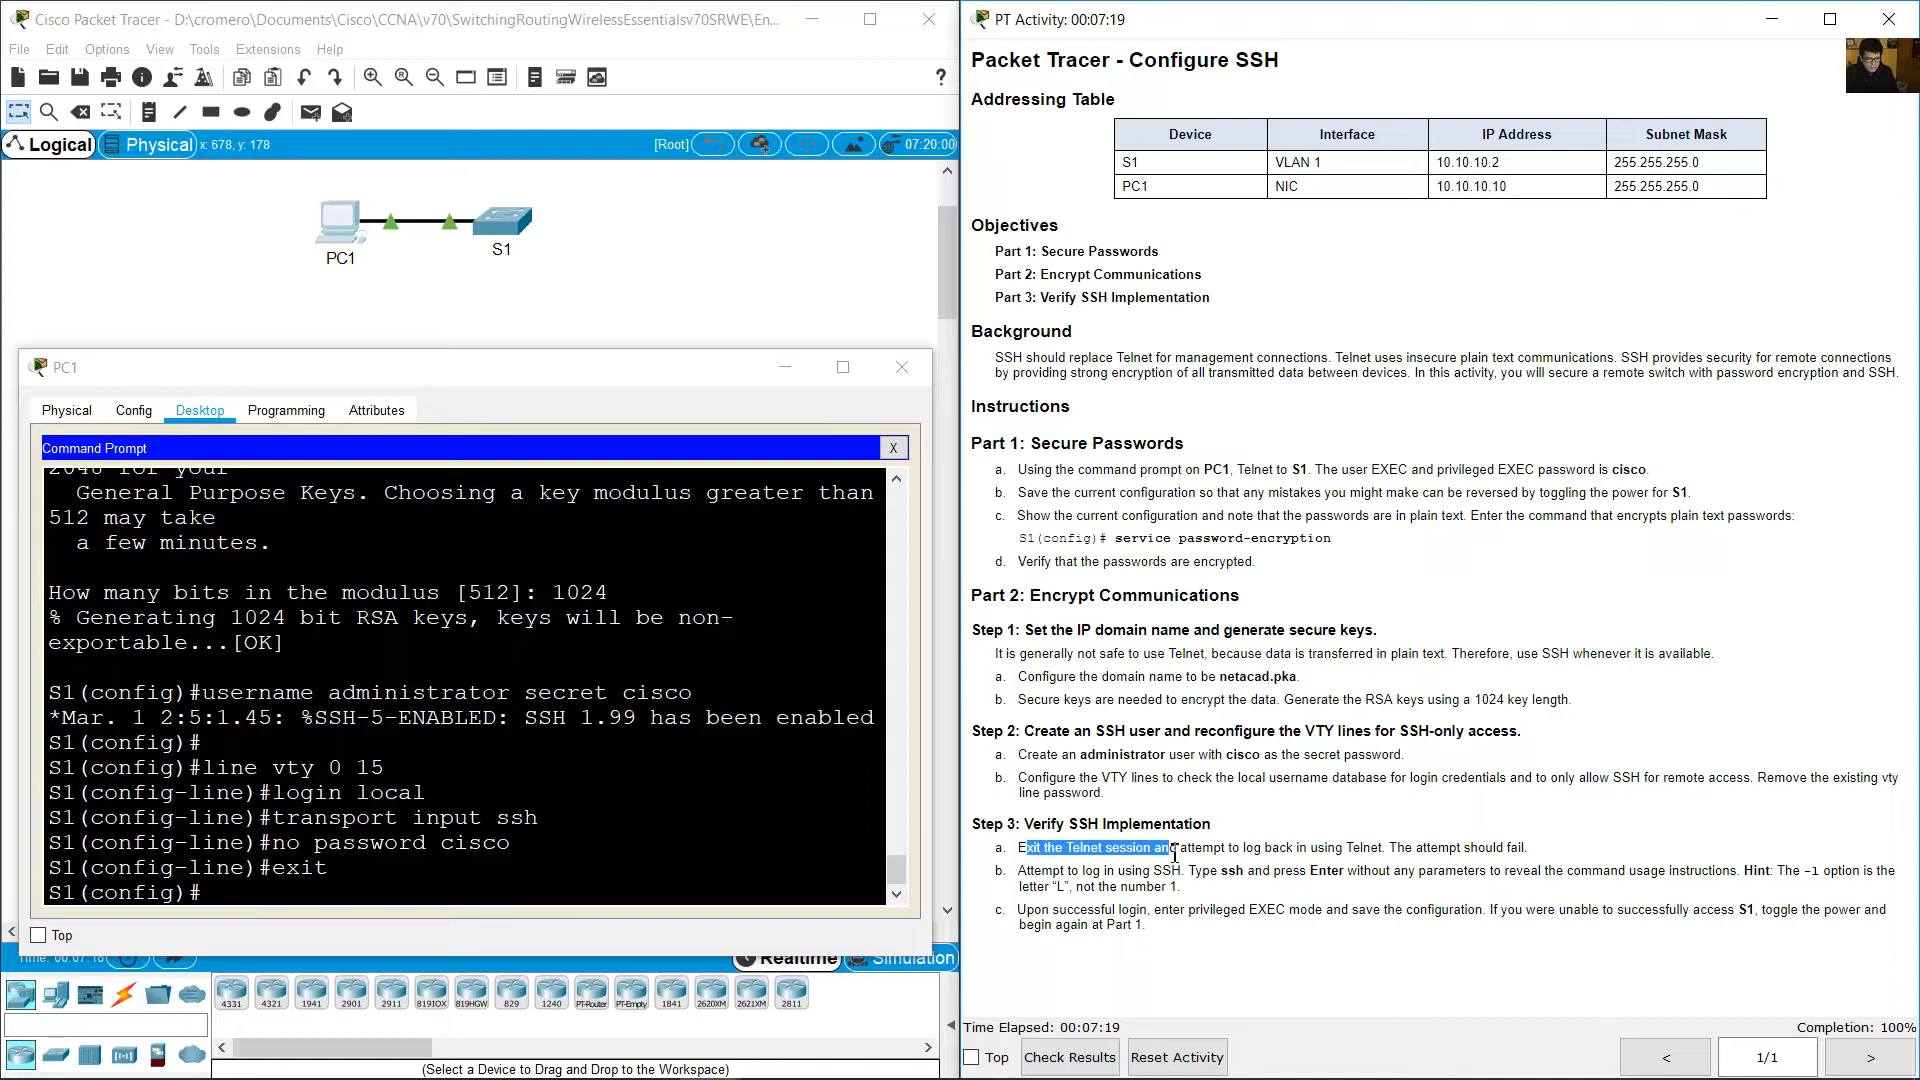 Cisco Packet Tracer - D:\cromero\Documents\Cisco\CCNA\v70\SwitchingRoutingWirelessEssentialsv70SRWE\En...
File Edit Options View Tools Extensions Help
?
Logical Physical x: 678, y: 178 [Root] 07:20:00
PC1
S1
PC1
Physical Config Desktop Programming Attributes
Command Prompt X
2048 for your
General Purpose Keys. Choosing a key modulus greater than
512 may take
a few minutes.
How many bits in the modulus [512]: 1024
% Generating 1024 bit RSA keys, keys will be non-
exportable...[OK]
S1(config)#username administrator secret cisco
*Mar. 1 2:5:1.45: %SSH-5-ENABLED: SSH 1.99 has been enabled
S1(config)#
S1(config)#line vty 0 15
S1(config-line)#login local
S1(config-line)#transport input ssh
S1(config-line)#no password cisco
S1(config-line)#exit
S1(config)#
Top
Time: 00:07:18 Realtime Simulation
4331 4321 1941 2901 2911 819IOX 819HGW 829 1240 PT-Router PT-Empty 1841 2620XM 2621XM 2811
(Select a Device to Drag and Drop to the Workspace)
PT Activity: 00:07:19
Packet Tracer - Configure SSH
Addressing Table
Device Interface IP Address Subnet Mask
S1 VLAN 1 10.10.10.2 255.255.255.0
PC1 NIC 10.10.10.10 255.255.255.0
Objectives
Part 1: Secure Passwords
Part 2: Encrypt Communications
Part 3: Verify SSH Implementation
Background
SSH should replace Telnet for management connections. Telnet uses insecure plain text communications. SSH provides security for remote connections
by providing strong encryption of all transmitted data between devices. In this activity, you will secure a remote switch with password encryption and SSH.
Instructions
Part 1: Secure Passwords
a. Using the command prompt on PC1, Telnet to S1. The user EXEC and privileged EXEC password is cisco.
b. Save the current configuration so that any mistakes you might make can be reversed by toggling the power for S1.
c. Show the current configuration and note that the passwords are in plain text. Enter the command that encrypts plain text passwords:
S1(config)# service password-encryption
d. Verify that the passwords are encrypted.
Part 2: Encrypt Communications
Step 1: Set the IP domain name and generate secure keys.
It is generally not safe to use Telnet, because data is transferred in plain text. Therefore, use SSH whenever it is available.
a. Configure the domain name to be netacad.pka.
b. Secure keys are needed to encrypt the data. Generate the RSA keys using a 1024 key length.
Step 2: Create an SSH user and reconfigure the VTY lines for SSH-only access.
a. Create an administrator user with cisco as the secret password.
b. Configure the VTY lines to check the local username database for login credentials and to only allow SSH for remote access. Remove the existing vty
line password.
Step 3: Verify SSH Implementation
a. Exit the Telnet session and attempt to log back in using Telnet. The attempt should fail.
b. Attempt to log in using SSH. Type ssh and press Enter without any parameters to reveal the command usage instructions. Hint: The -l option is the
letter “L”, not the number 1.
c. Upon successful login, enter privileged EXEC mode and save the configuration. If you were unable to successfully access S1, toggle the power and
begin again at Part 1.
Time Elapsed: 00:07:19 Completion: 100%
Top Check Results Reset Activity < 1/1 >